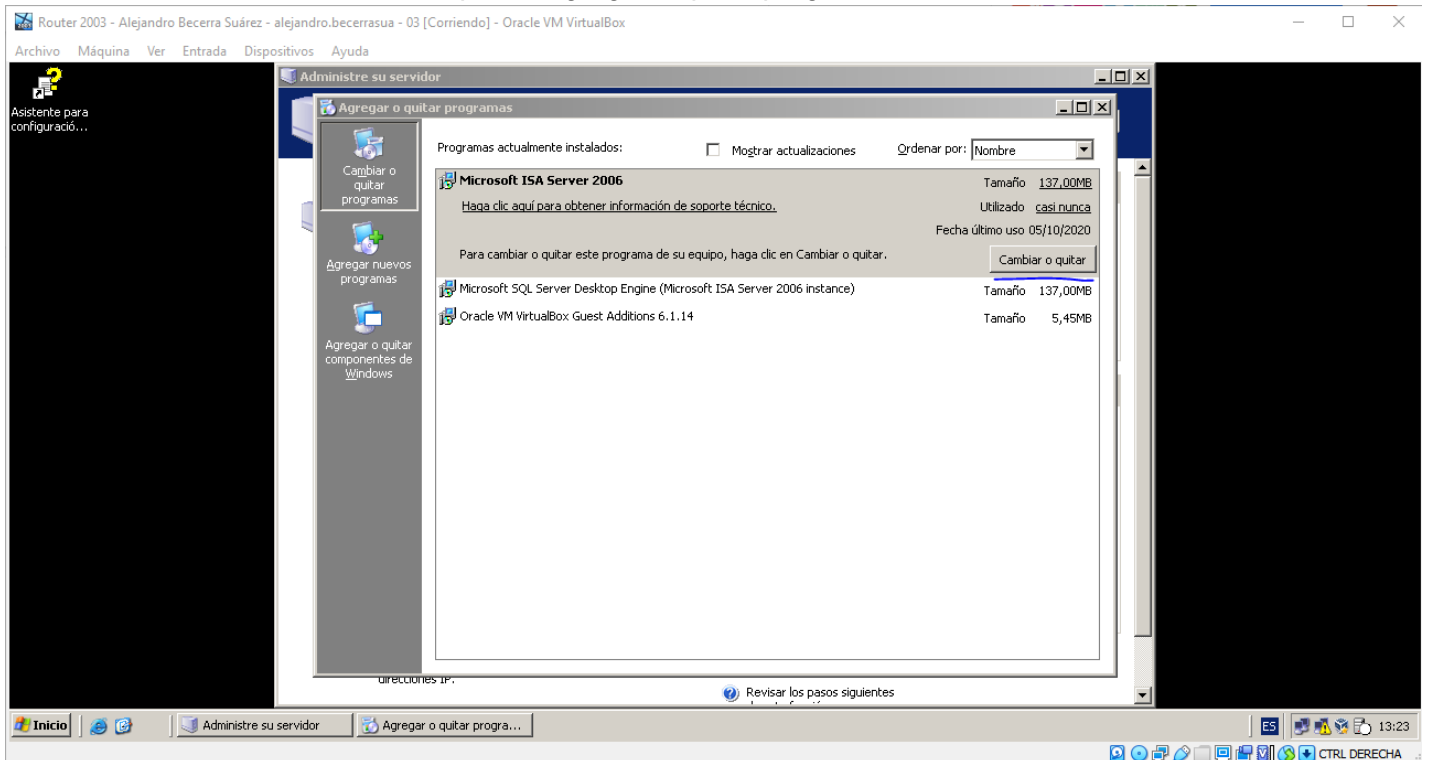 Router 2003 - Alejandro Becerra Suárez - alejandro.becerrasua - 03 [Corriendo] - Oracle VM VirtualBox
Archivo Máquina Ver Entrada Dispositivos Ayuda
Asistente para
configuració...
Administre su servidor
Agregar o quitar programas
Cambiar o
quitar
programas
Agregar nuevos
programas
Agregar o quitar
componentes de
Windows
Programas actualmente instalados:
Mostrar actualizaciones
Ordenar por: Nombre
Microsoft ISA Server 2006 Tamaño 137,00MB
Haga clic aquí para obtener información de soporte técnico. Utilizado casi nunca
Fecha último uso 05/10/2020
Para cambiar o quitar este programa de su equipo, haga clic en Cambiar o quitar. Cambiar o quitar
Microsoft SQL Server Desktop Engine (Microsoft ISA Server 2006 instance) Tamaño 137,00MB
Oracle VM VirtualBox Guest Additions 6.1.14 Tamaño 5,45MB
direcciones IP.
Revisar los pasos siguientes
Inicio Administre su servidor Agregar o quitar progra... ES 13:23
CTRL DERECHA